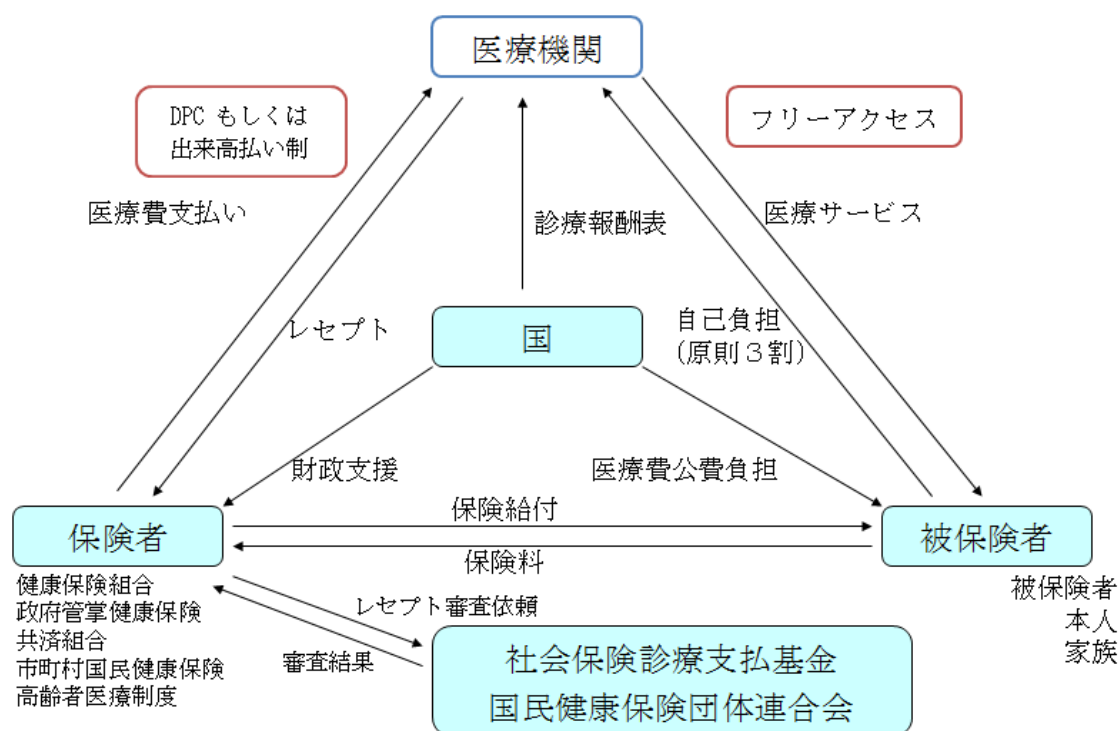 医療機関
DPC もしくは
出来高払い制
フリーアクセス
医療費支払い
診療報酬表
医療サービス
レセプト
国
自己負担
(原則３割)
財政支援
医療費公費負担
保険者
保険給付
保険料
被保険者
健康保険組合
政府管掌健康保険
共済組合
市町村国民健康保険
高齢者医療制度
レセプト審査依頼
審査結果
社会保険診療支払基金
国民健康保険団体連合会
被保険者
本人
家族